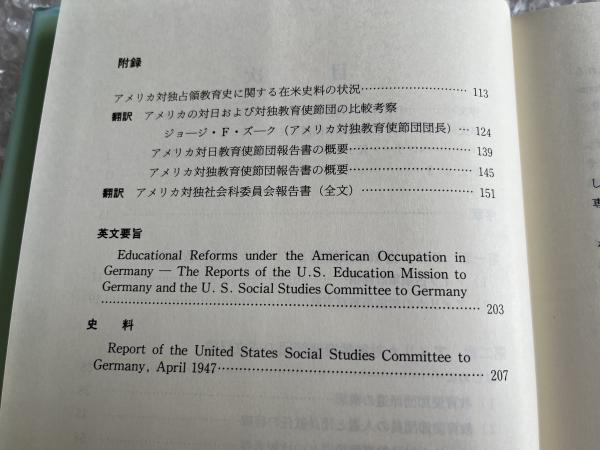 附録
アメリカ対独占領教育史に関する在米史料の状況………………………… 113
翻訳 アメリカの対日および対独教育使節団の比較考察
ジョージ・F・ズーク（アメリカ対独教育使節団団長）… 124
アメリカ対日教育使節団報告書の概要…………………………… 139
アメリカ対独教育使節団報告書の概要…………………………… 145
翻訳 アメリカ対独社会科委員会報告書（全文）………………………… 151
英文要旨
Educational Reforms under the American Occupation in
Germany — The Reports of the U.S. Education Mission to
Germany and the U. S. Social Studies Committee to Germany
………………………………………………………………………………… 203
史 料
Report of the United States Social Studies Committee to
Germany, April 1947……………………………………………………… 207